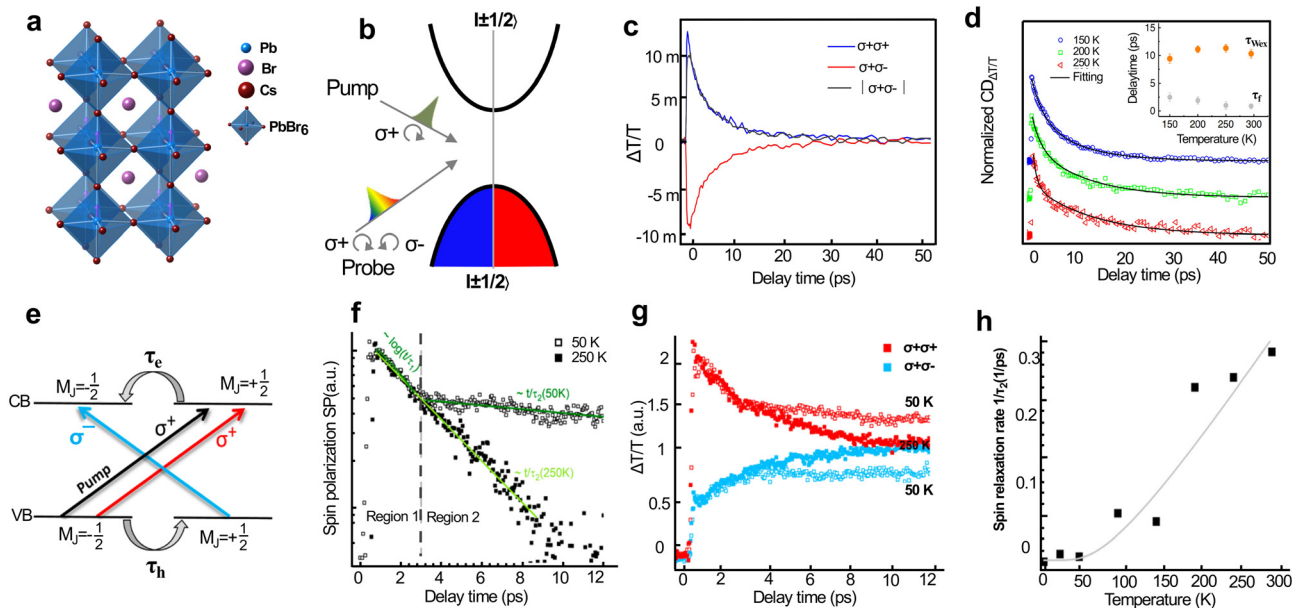 a
Pb
Br
Cs
PbBr6
b
I±1/2⟩
Pump
σ+
σ+ σ-
Probe
I±1/2⟩
c
10 m
5 m
0
-5 m
-10 m
ΔT/T
σ+σ+
σ+σ-
| σ+σ- |
0 10 20 30 40 50
Delay time (ps)
d
Normalized CDΔT/T
150 K
200 K
250 K
Fitting
Delaytime (ps)
15
10
5
0
τWex
τf
150 200 250 300
Temperature (K)
0 10 20 30 40 50
Delay time (ps)
e
τe
MJ=-1/2
MJ=+1/2
CB
σ−
σ+
σ+
Pump
VB
MJ=-1/2
MJ=+1/2
τh
f
Spin polarization SP(a.u.)
~ log(t/τ1)
50 K
250 K
~ t/τ2(50K)
~ t/τ2(250K)
Region 1
Region 2
0 2 4 6 8 10 12
Delay time (ps)
g
ΔT/T (a.u.)
2
1.5
1
0.5
0
σ+σ+
σ+σ-
50 K
250 K
50 K
0 2 4 6 8 10 12
Delay time (ps)
h
Spin relaxation rate 1/τ2(1/ps)
0.3
0.2
0.1
0
0 50 100 150 200 250 300
Temperature (K)